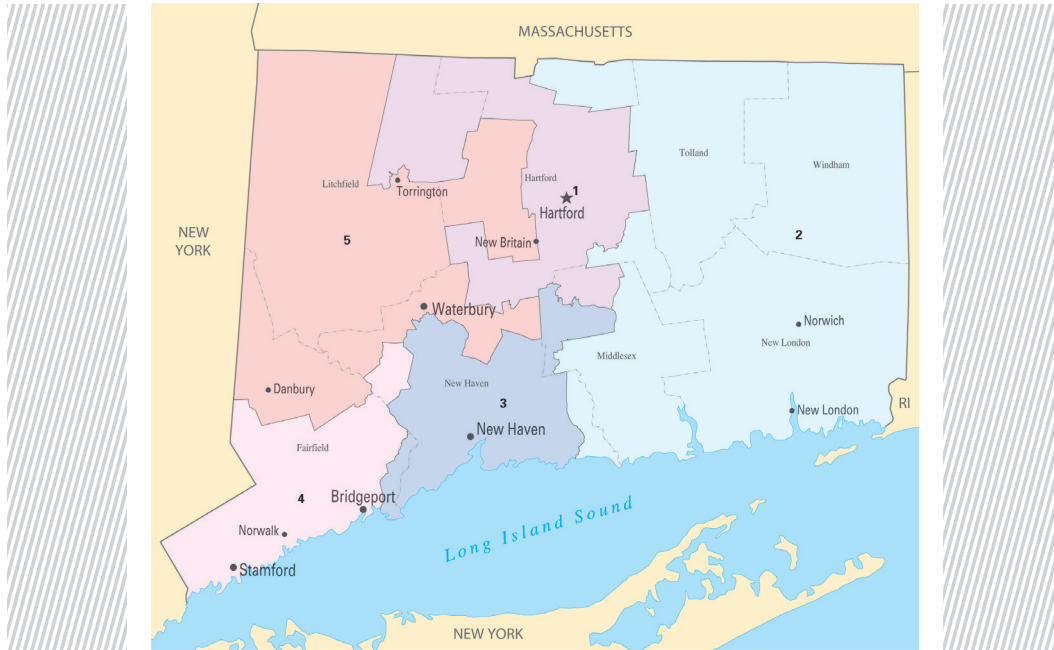 MASSACHUSETTS
Tolland
Windham
Litchfield
Torrington
Hartford
1
Hartford
NEW
YORK
5
New Britain
2
Waterbury
Norwich
New London
Middlesex
Danbury
New Haven
3
RI
New London
New Haven
Fairfield
4
Bridgeport
Norwalk
Long Island Sound
Stamford
NEW YORK